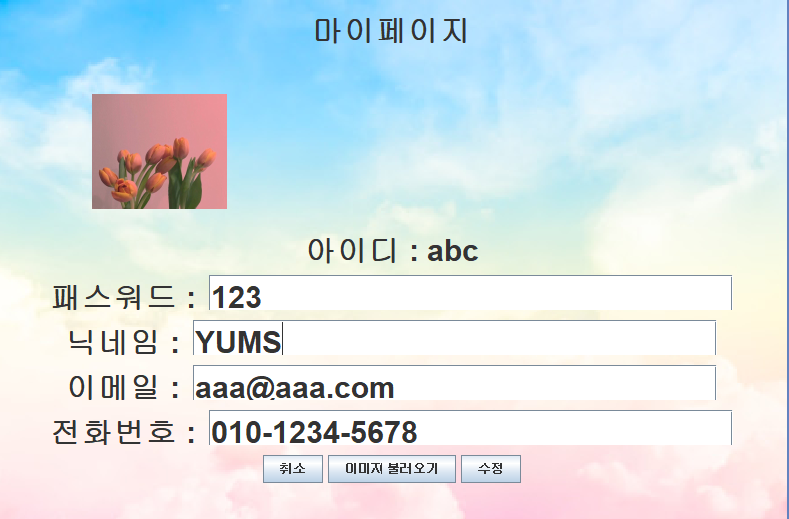 마이페이지
아이디 : abc
패스워드 : 123
닉네임 : YUMS
이메일 : aaa@aaa.com
전화번호 : 010-1234-5678
취소 이미지 불러오기 수정